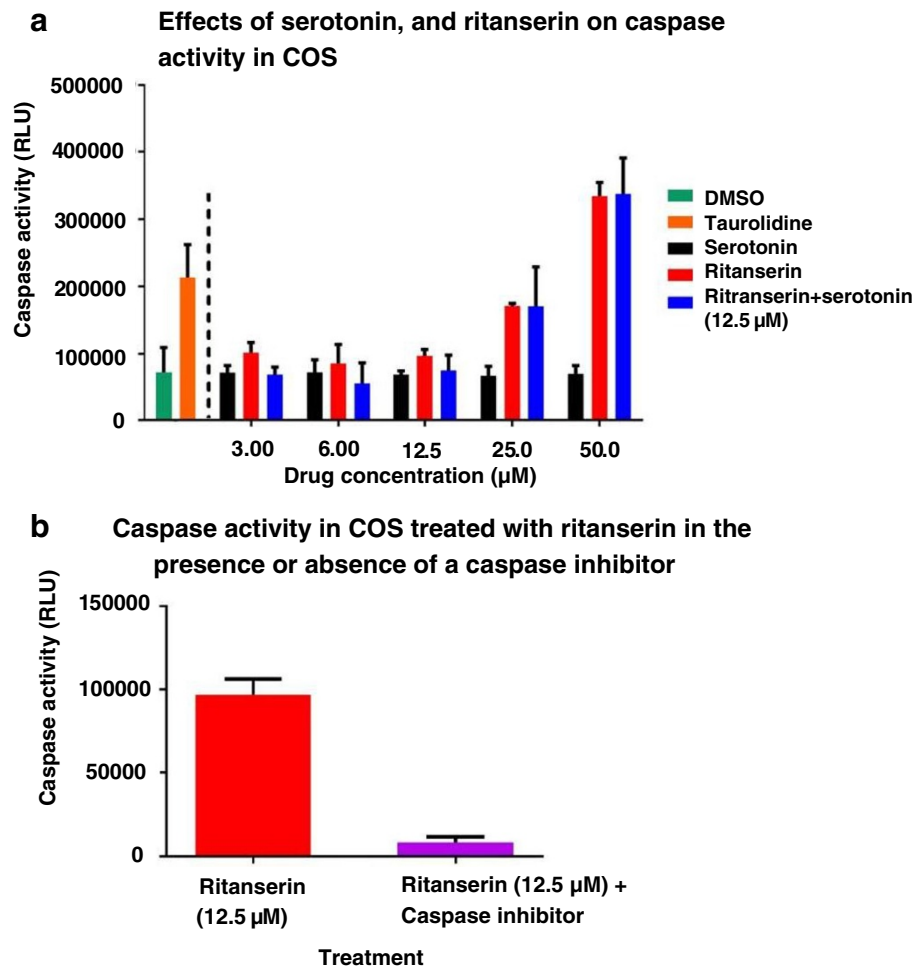 a
Effects of serotonin, and ritanserin on caspase
activity in COS
Caspase activity (RLU)
500000
400000
300000
200000
100000
0
3.00 6.00 12.5 25.0 50.0
Drug concentration (µM)
DMSO
Taurolidine
Serotonin
Ritanserin
Ritranserin+serotonin
(12.5 µM)
b
Caspase activity in COS treated with ritanserin in the
presence or absence of a caspase inhibitor
Caspase activity (RLU)
150000
100000
50000
0
Ritanserin
(12.5 µM)
Ritanserin (12.5 µM) +
Caspase inhibitor
Treatment